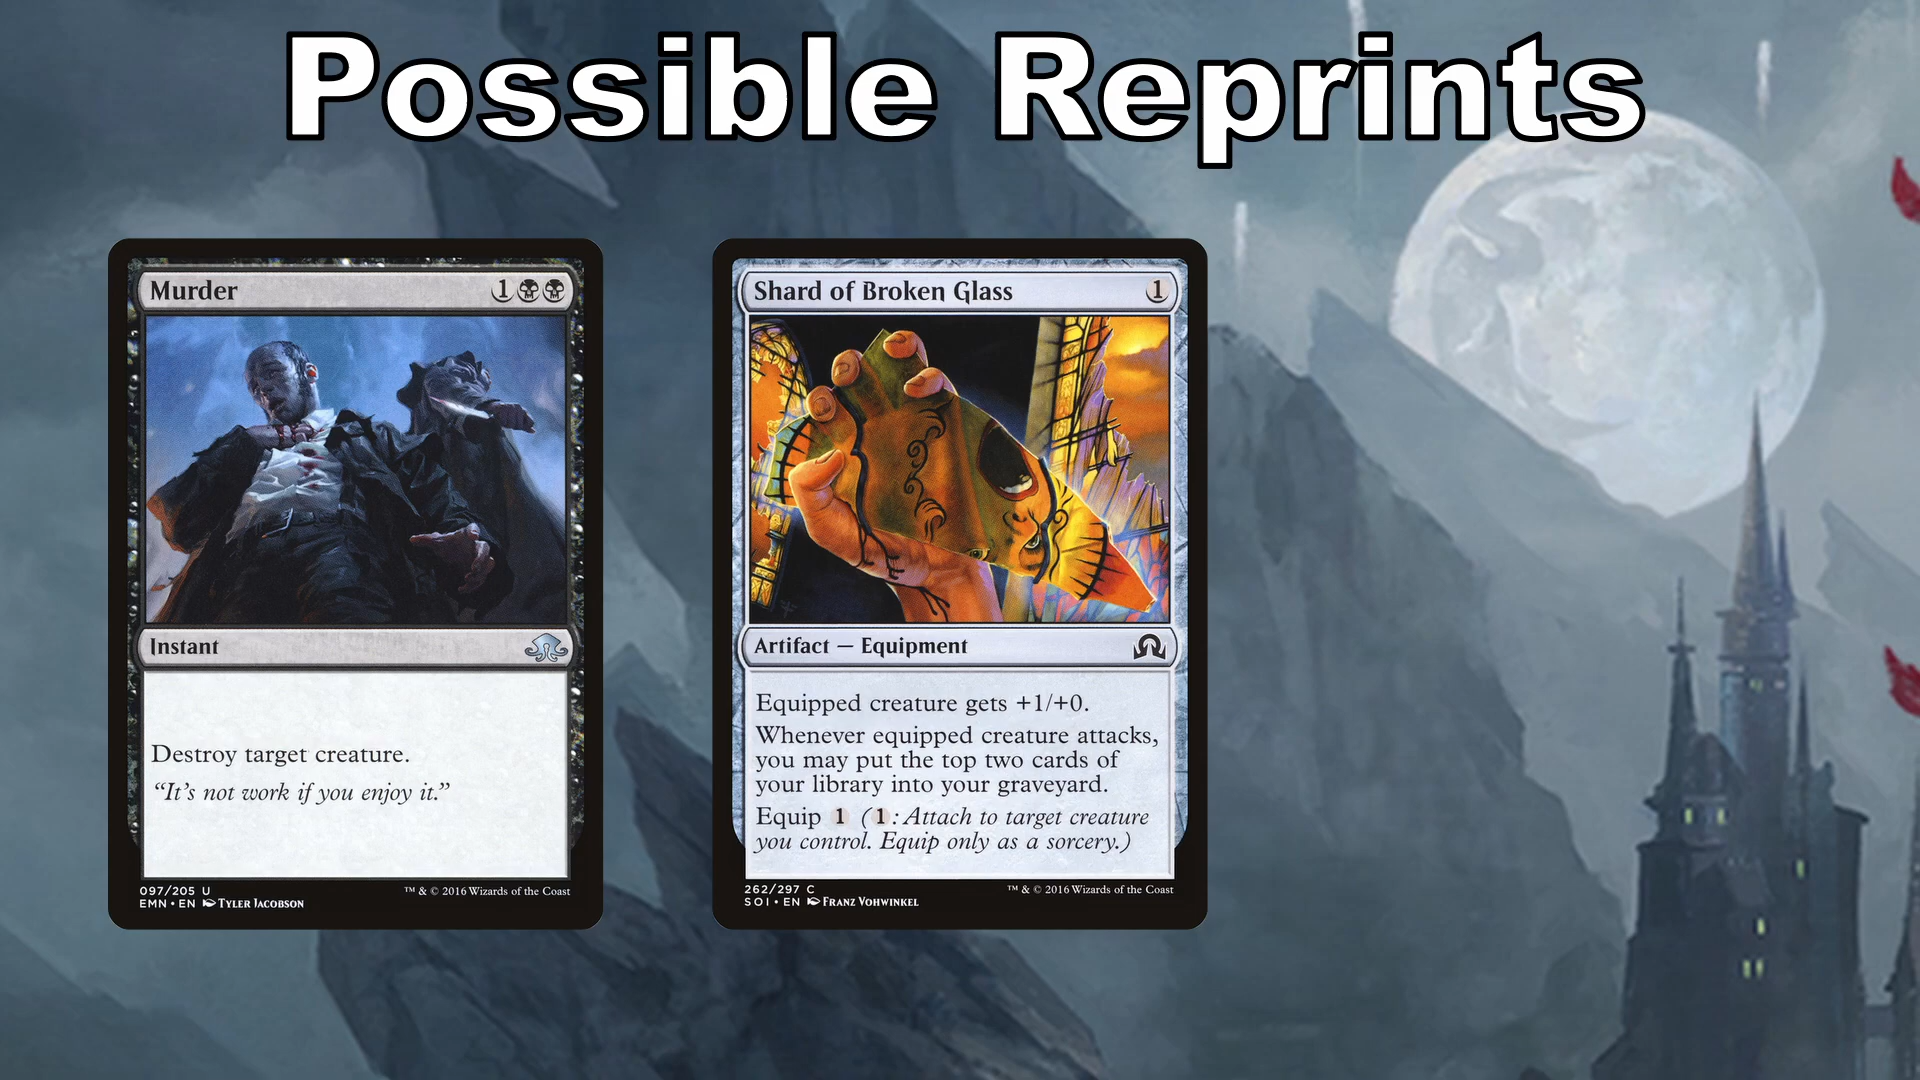 Possible Reprints
Murder 1
Instant
Destroy target creature.
“It’s not work if you enjoy it.”
097/205 U
™ & © 2016 Wizards of the Coast
EMN • EN Tyler Jacobson
Shard of Broken Glass 1
Artifact — Equipment
Equipped creature gets +1/+0.
Whenever equipped creature attacks,
you may put the top two cards of
your library into your graveyard.
Equip 1 (1: Attach to target creature
you control. Equip only as a sorcery.)
262/297 C
™ & © 2016 Wizards of the Coast
SOI • EN Franz Vohwinkel